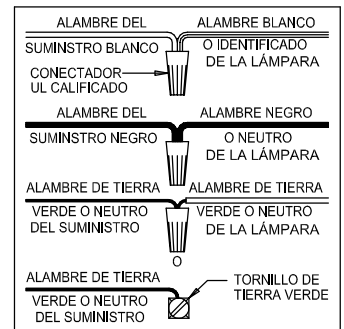 ALAMBRE DEL ALAMBRE BLANCO
SUMINSTRO BLANCO O IDENTIFICADO
DE LA LÁMPARA
CONECTADOR
UL CALIFICADO
ALAMBRE DEL ALAMBRE NEGRO
SUMINSTRO NEGRO O NEUTRO
DE LA LÁMPARA
ALAMBRE DE TIERRA ALAMBRE DE TIERRA
VERDE O NEUTRO VERDE O NEUTRO
DEL SUMINISTRO DE LA LÁMPARA
O
ALAMBRE DE TIERRA TORNILLO DE
TIERRA VERDE
VERDE O NEUTRO
DEL SUMINISTRO